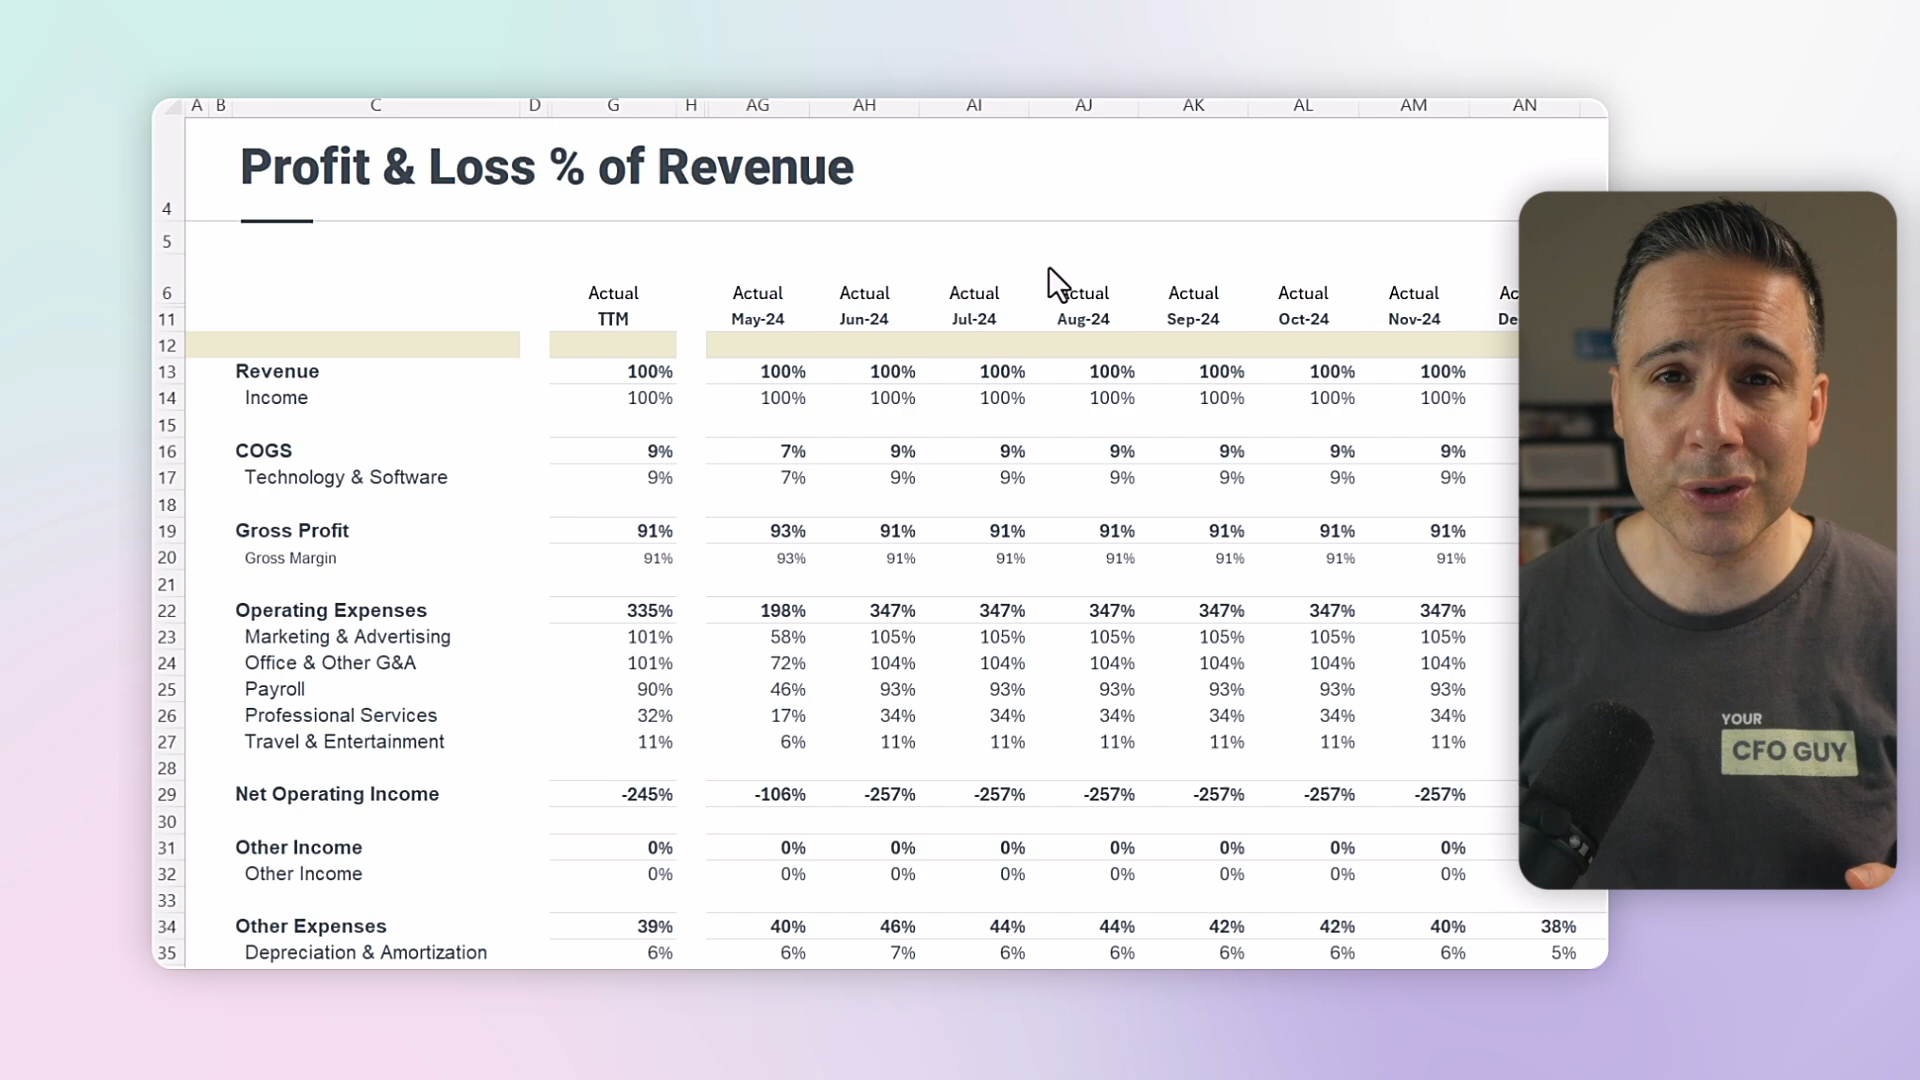 A B C D G H AG AH AI AJ AK AL AM AN
Profit & Loss % of Revenue
4
5
6 Actual Actual Actual Actual Actual Actual Actual Actual
11 TTM May-24 Jun-24 Jul-24 Aug-24 Sep-24 Oct-24 Nov-24
12
13 Revenue 100% 100% 100% 100% 100% 100% 100% 100%
14 Income 100% 100% 100% 100% 100% 100% 100% 100%
15
16 COGS 9% 7% 9% 9% 9% 9% 9% 9%
17 Technology & Software 9% 7% 9% 9% 9% 9% 9% 9%
18
19 Gross Profit 91% 93% 91% 91% 91% 91% 91% 91%
20 Gross Margin 91% 93% 91% 91% 91% 91% 91% 91%
21
22 Operating Expenses 335% 198% 347% 347% 347% 347% 347% 347%
23 Marketing & Advertising 101% 58% 105% 105% 105% 105% 105% 105%
24 Office & Other G&A 101% 72% 104% 104% 104% 104% 104% 104%
25 Payroll 90% 46% 93% 93% 93% 93% 93% 93%
26 Professional Services 32% 17% 34% 34% 34% 34% 34% 34%
27 Travel & Entertainment 11% 6% 11% 11% 11% 11% 11% 11%
28
29 Net Operating Income -245% -106% -257% -257% -257% -257% -257% -257%
30
31 Other Income 0% 0% 0% 0% 0% 0% 0% 0%
32 Other Income 0% 0% 0% 0% 0% 0% 0% 0%
33
34 Other Expenses 39% 40% 46% 44% 44% 42% 42% 40% 38%
35 Depreciation & Amortization 6% 6% 7% 6% 6% 6% 6% 6% 5%
YOUR
CFO GUY